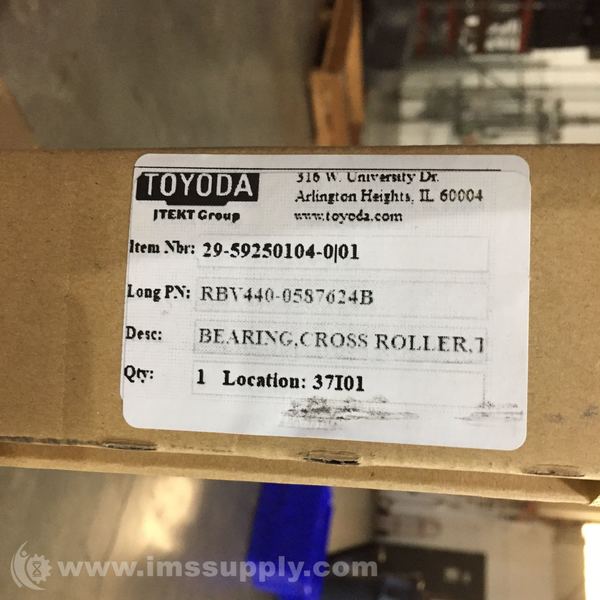 TOYODA
JTEKT Group
316 W. University Dr.
Arlington Heights, IL 60004
www.toyoda.com
Item Nbr: 29-59250104-0|01
Long PN: RBV440-0587624B
Desc: BEARING,CROSS ROLLER,T
Qty: 1 Location: 37I01
www.imssupply.com/